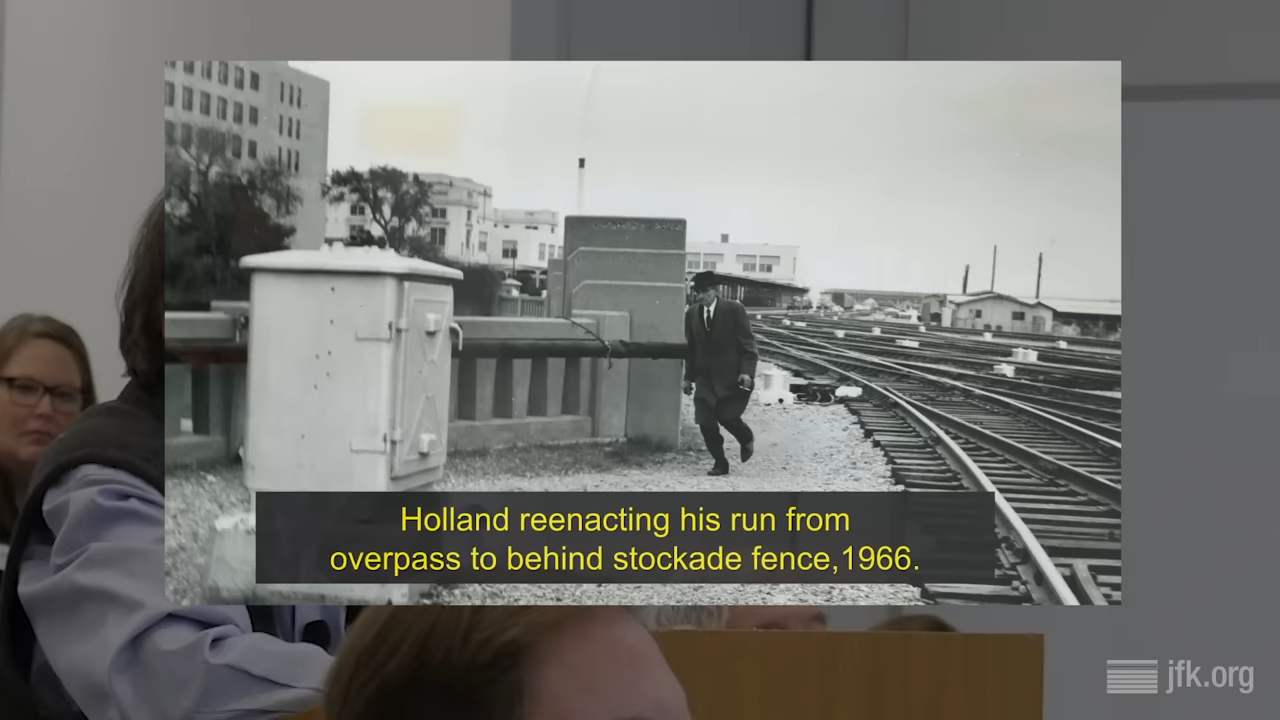 Holland reenacting his run from
overpass to behind stockade fence,1966.
jfk.org